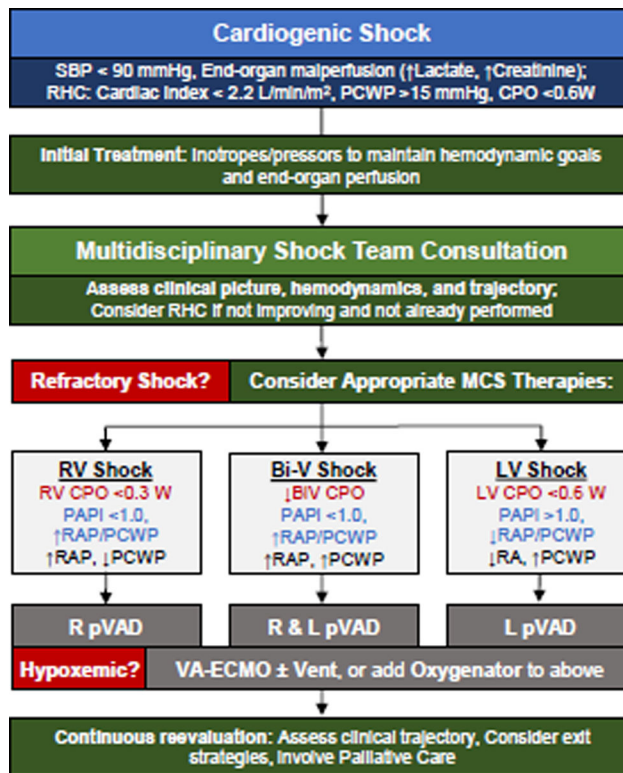 Cardiogenic Shock
SBP < 90 mmHg, End-organ malperfusion (↑Lactate, ↑Creatinine);
RHC: Cardiac Index < 2.2 L/min/m², PCWP >15 mmHg, CPO <0.6W
Initial Treatment: Inotropes/pressors to maintain hemodynamic goals
and end-organ perfusion
Multidisciplinary Shock Team Consultation
Assess clinical picture, hemodynamics, and trajectory;
Consider RHC if not improving and not already performed
Refractory Shock?
Consider Appropriate MCS Therapies:
RV Shock
RV CPO <0.3 W
PAPI <1.0,
↑RAP/PCWP
↑RAP, ↓PCWP
Bi-V Shock
↓BIV CPO
PAPI <1.0,
↑RAP/PCWP
↑RAP, ↑PCWP
LV Shock
LV CPO <0.6 W
PAPI >1.0,
↓RAP/PCWP
↓RA, ↑PCWP
R pVAD
R & L pVAD
L pVAD
Hypoxemic?
VA-ECMO ± Vent, or add Oxygenator to above
Continuous reevaluation: Assess clinical trajectory, Consider exit
strategies, Involve Palliative Care